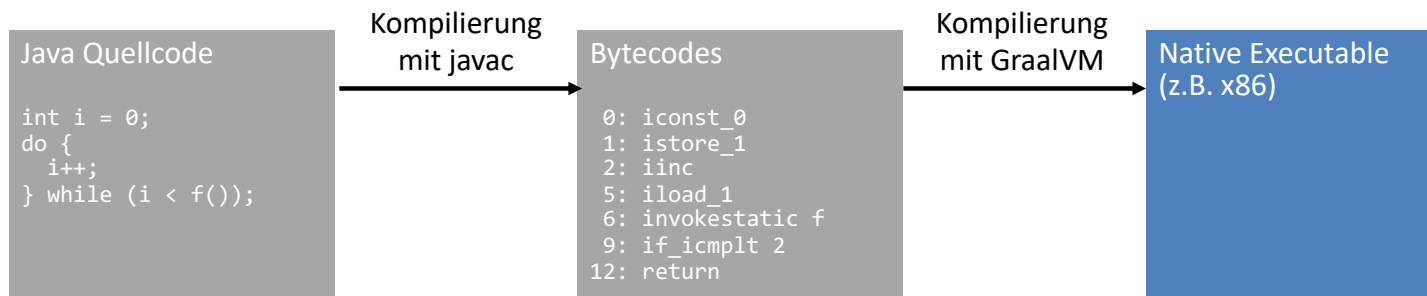 Java Quellcode
int i = 0;
do {
  i++;
} while (i < f());
Kompilierung
mit javac
Bytecodes
 0: iconst_0
 1: istore_1
 2: iinc
 5: iload_1
 6: invokestatic f
 9: if_icmplt 2
12: return
Kompilierung
mit GraalVM
Native Executable
(z.B. x86)